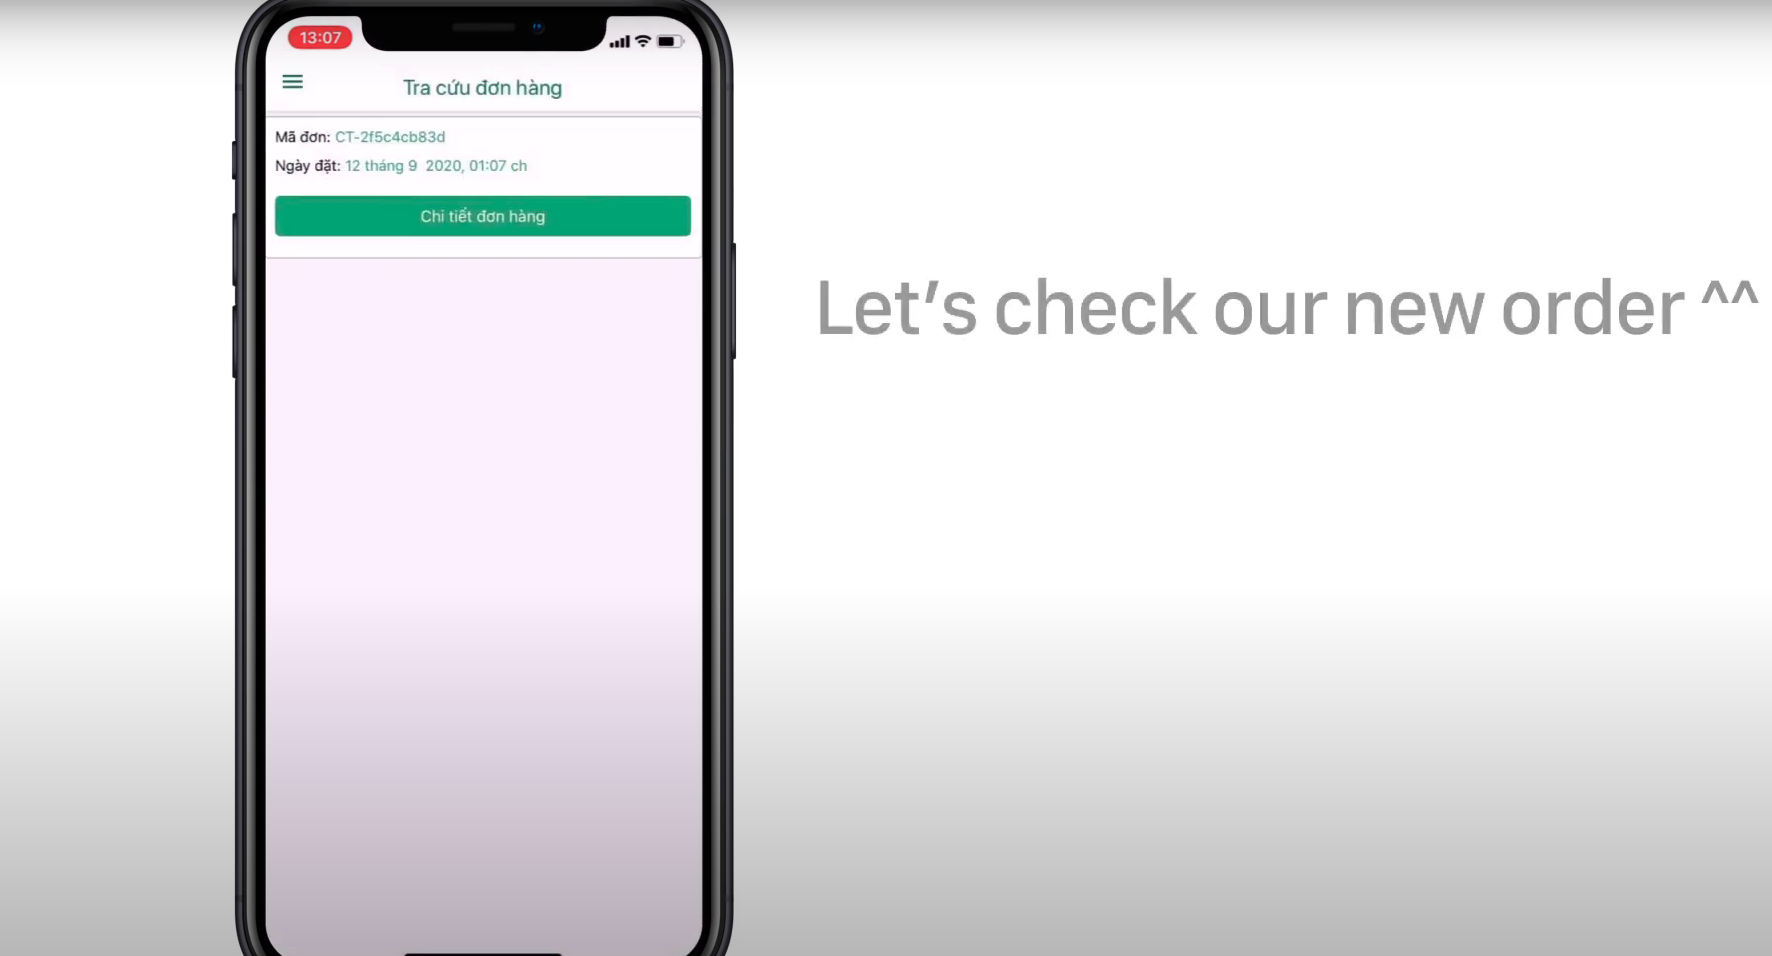 13:07
Tra cứu đơn hàng
Mã đơn: CT-2f5c4cb83d
Ngày đặt: 12 tháng 9 2020, 01:07 ch
Chi tiết đơn hàng
Let's check our new order ^^